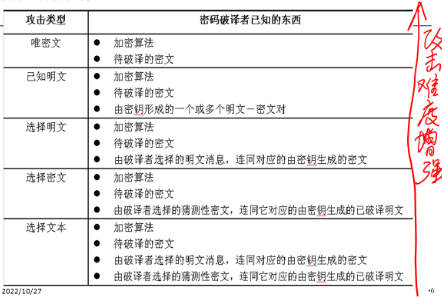 攻击类型 密码破译者已知的东西
唯密文 ● 加密算法
● 待破译的密文
已知明文 ● 加密算法
● 待破译的密文
● 由密钥形成的一个或多个明文－密文对
选择明文 ● 加密算法
● 待破译的密文
● 由破译者选择的明文消息，连同对应的由密钥生成的密文
选择密文 ● 加密算法
● 待破译的密文
● 由破译者选择的猜测性密文，连同它对应的由密钥生成的已破译明文
选择文本 ● 加密算法
● 待破译的密文
● 由破译者选择的明文消息，连同对应的由密钥生成的密文
● 由破译者选择的猜测性密文，连同它对应的由密钥生成的已破译明文
攻击难度增强
2022/10/27
•6